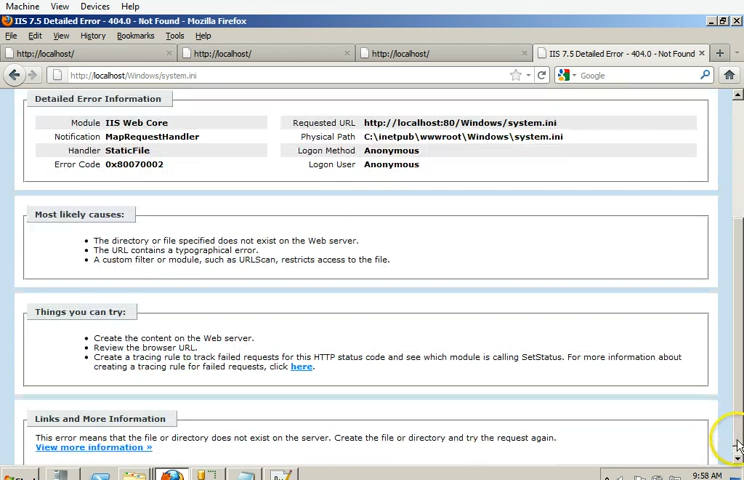 Machine View Devices Help
IIS 7.5 Detailed Error - 404.0 - Not Found - Mozilla Firefox
File Edit View History Bookmarks Tools Help
http://localhost/ × http://localhost/ × http://localhost/ × IIS 7.5 Detailed Error - 404.0 - Not Found × +
http://localhost/Windows/system.ini Google
Detailed Error Information
Module IIS Web Core
Notification MapRequestHandler
Handler StaticFile
Error Code 0x80070002
Requested URL http://localhost:80/Windows/system.ini
Physical Path C:\inetpub\wwwroot\Windows\system.ini
Logon Method Anonymous
Logon User Anonymous
Most likely causes:
• The directory or file specified does not exist on the Web server.
• The URL contains a typographical error.
• A custom filter or module, such as URLScan, restricts access to the file.
Things you can try:
• Create the content on the Web server.
• Review the browser URL.
• Create a tracing rule to track failed requests for this HTTP status code and see which module is calling SetStatus. For more information about
creating a tracing rule for failed requests, click here.
Links and More Information
This error means that the file or directory does not exist on the server. Create the file or directory and try the request again.
View more information »
9:58 AM